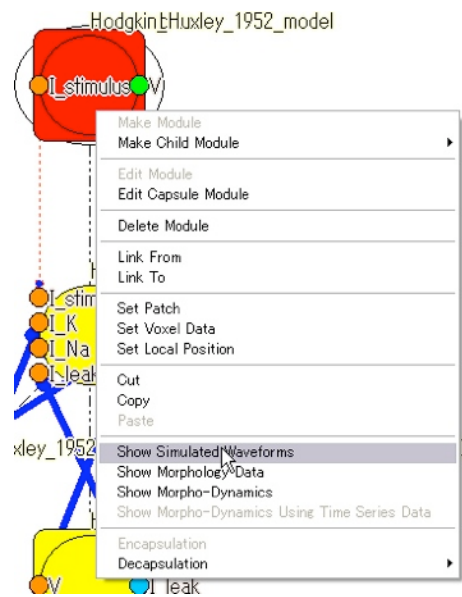 Hodgkin_Huxley_1952_model
I_stimulus V
Make Module
Make Child Module
Edit Module
Edit Capsule Module
Delete Module
Link From
Link To
I_stim
Set Patch
I_K
Set Voxel Data
I_Na
Set Local Position
I_leak
Cut
Copy
Paste
xley_1952
Show Simulated Waveforms
Show Morphology Data
Show Morpho-Dynamics
Show Morpho-Dynamics Using Time Series Data
Encapsulation
Decapsulation
V
I_leak